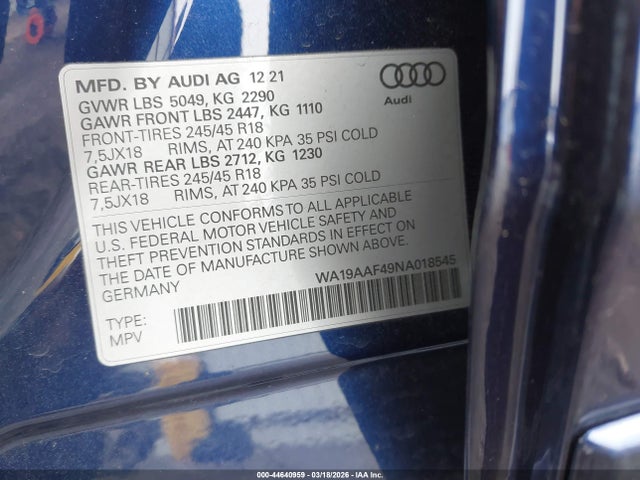 MFD. BY AUDI AG 12 21
GVWR LBS 5049, KG 2290
GAWR FRONT LBS 2447, KG 1110
FRONT-TIRES 245/45 R18
7,5JX18 RIMS, AT 240 KPA 35 PSI COLD
GAWR REAR LBS 2712, KG 1230
REAR-TIRES 245/45 R18
7,5JX18 RIMS, AT 240 KPA 35 PSI COLD
Audi
THIS VEHICLE CONFORMS TO ALL APPLICABLE
U.S. FEDERAL MOTOR VEHICLE SAFETY AND
THEFT PREVENTION STANDARDS IN EFFECT ON
THE DATE OF MANUFACTURE SHOWN ABOVE.
GERMANY
WA19AAF49NA018545
TYPE:
MPV
000-44640959 - 03/18/2026 - IAA Inc.